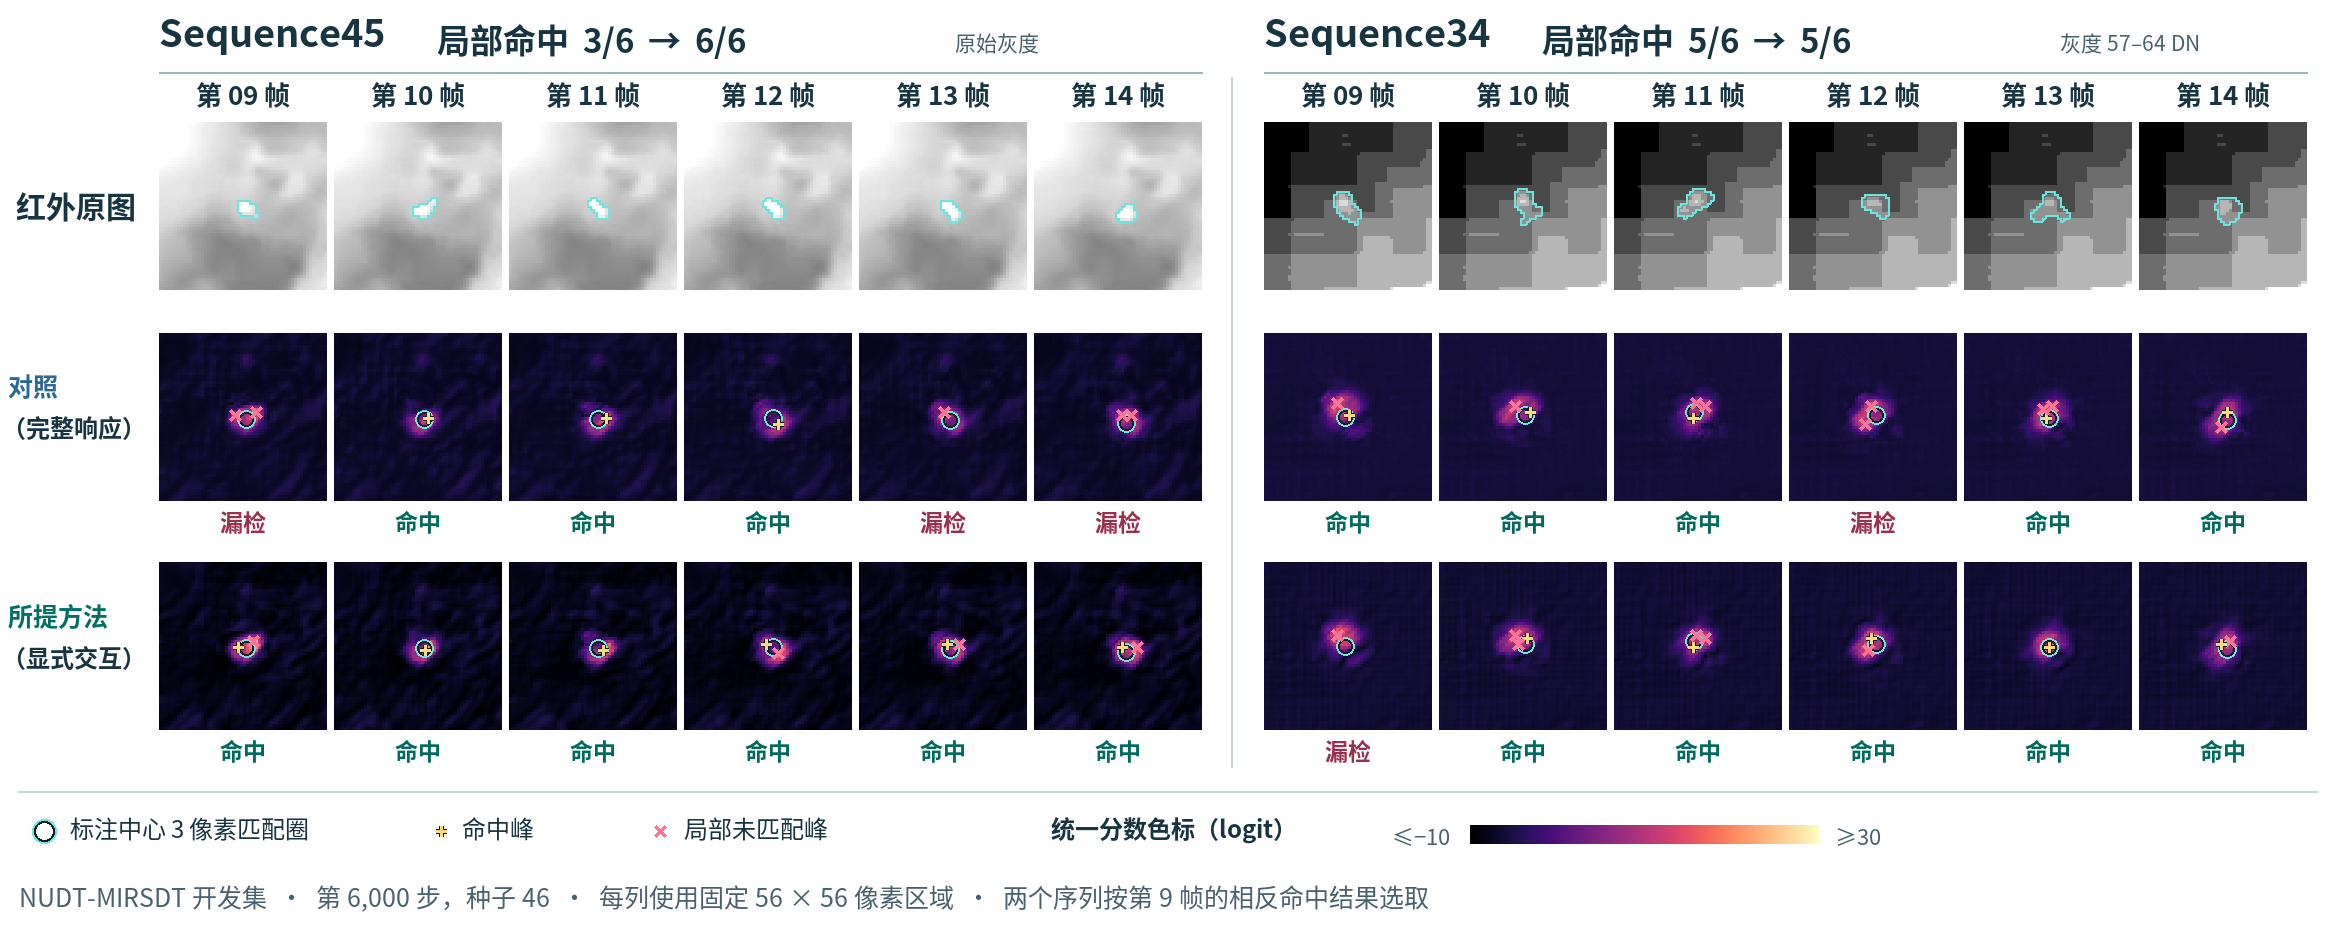 Sequence45 局部命中 3/6 → 6/6 原始灰度
Sequence34 局部命中 5/6 → 5/6 灰度 57–64 DN
第 09 帧 第 10 帧 第 11 帧 第 12 帧 第 13 帧 第 14 帧
第 09 帧 第 10 帧 第 11 帧 第 12 帧 第 13 帧 第 14 帧
红外原图
对照
（完整响应）
漏检 命中 命中 命中 漏检 漏检
命中 命中 命中 漏检 命中 命中
所提方法
（显式交互）
命中 命中 命中 命中 命中 命中
漏检 命中 命中 命中 命中 命中
标注中心 3 像素匹配圈 命中峰 局部未匹配峰 统一分数色标（logit） ⩽−10 ⩾30
NUDT-MIRSDT 开发集 • 第 6,000 步，种子 46 • 每列使用固定 56 × 56 像素区域 • 两个序列按第 9 帧的相反命中结果选取